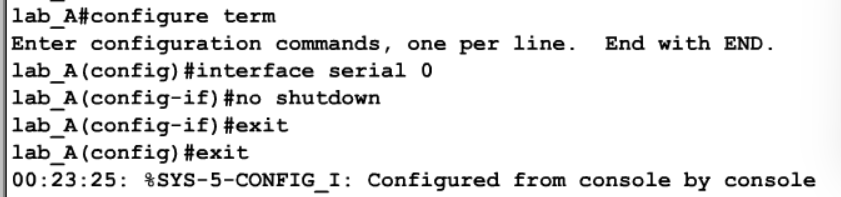 lab_A#configure term
Enter configuration commands, one per line.  End with END.
lab_A(config)#interface serial 0
lab_A(config-if)#no shutdown
lab_A(config-if)#exit
lab_A(config)#exit
00:23:25: %SYS-5-CONFIG_I: Configured from console by console